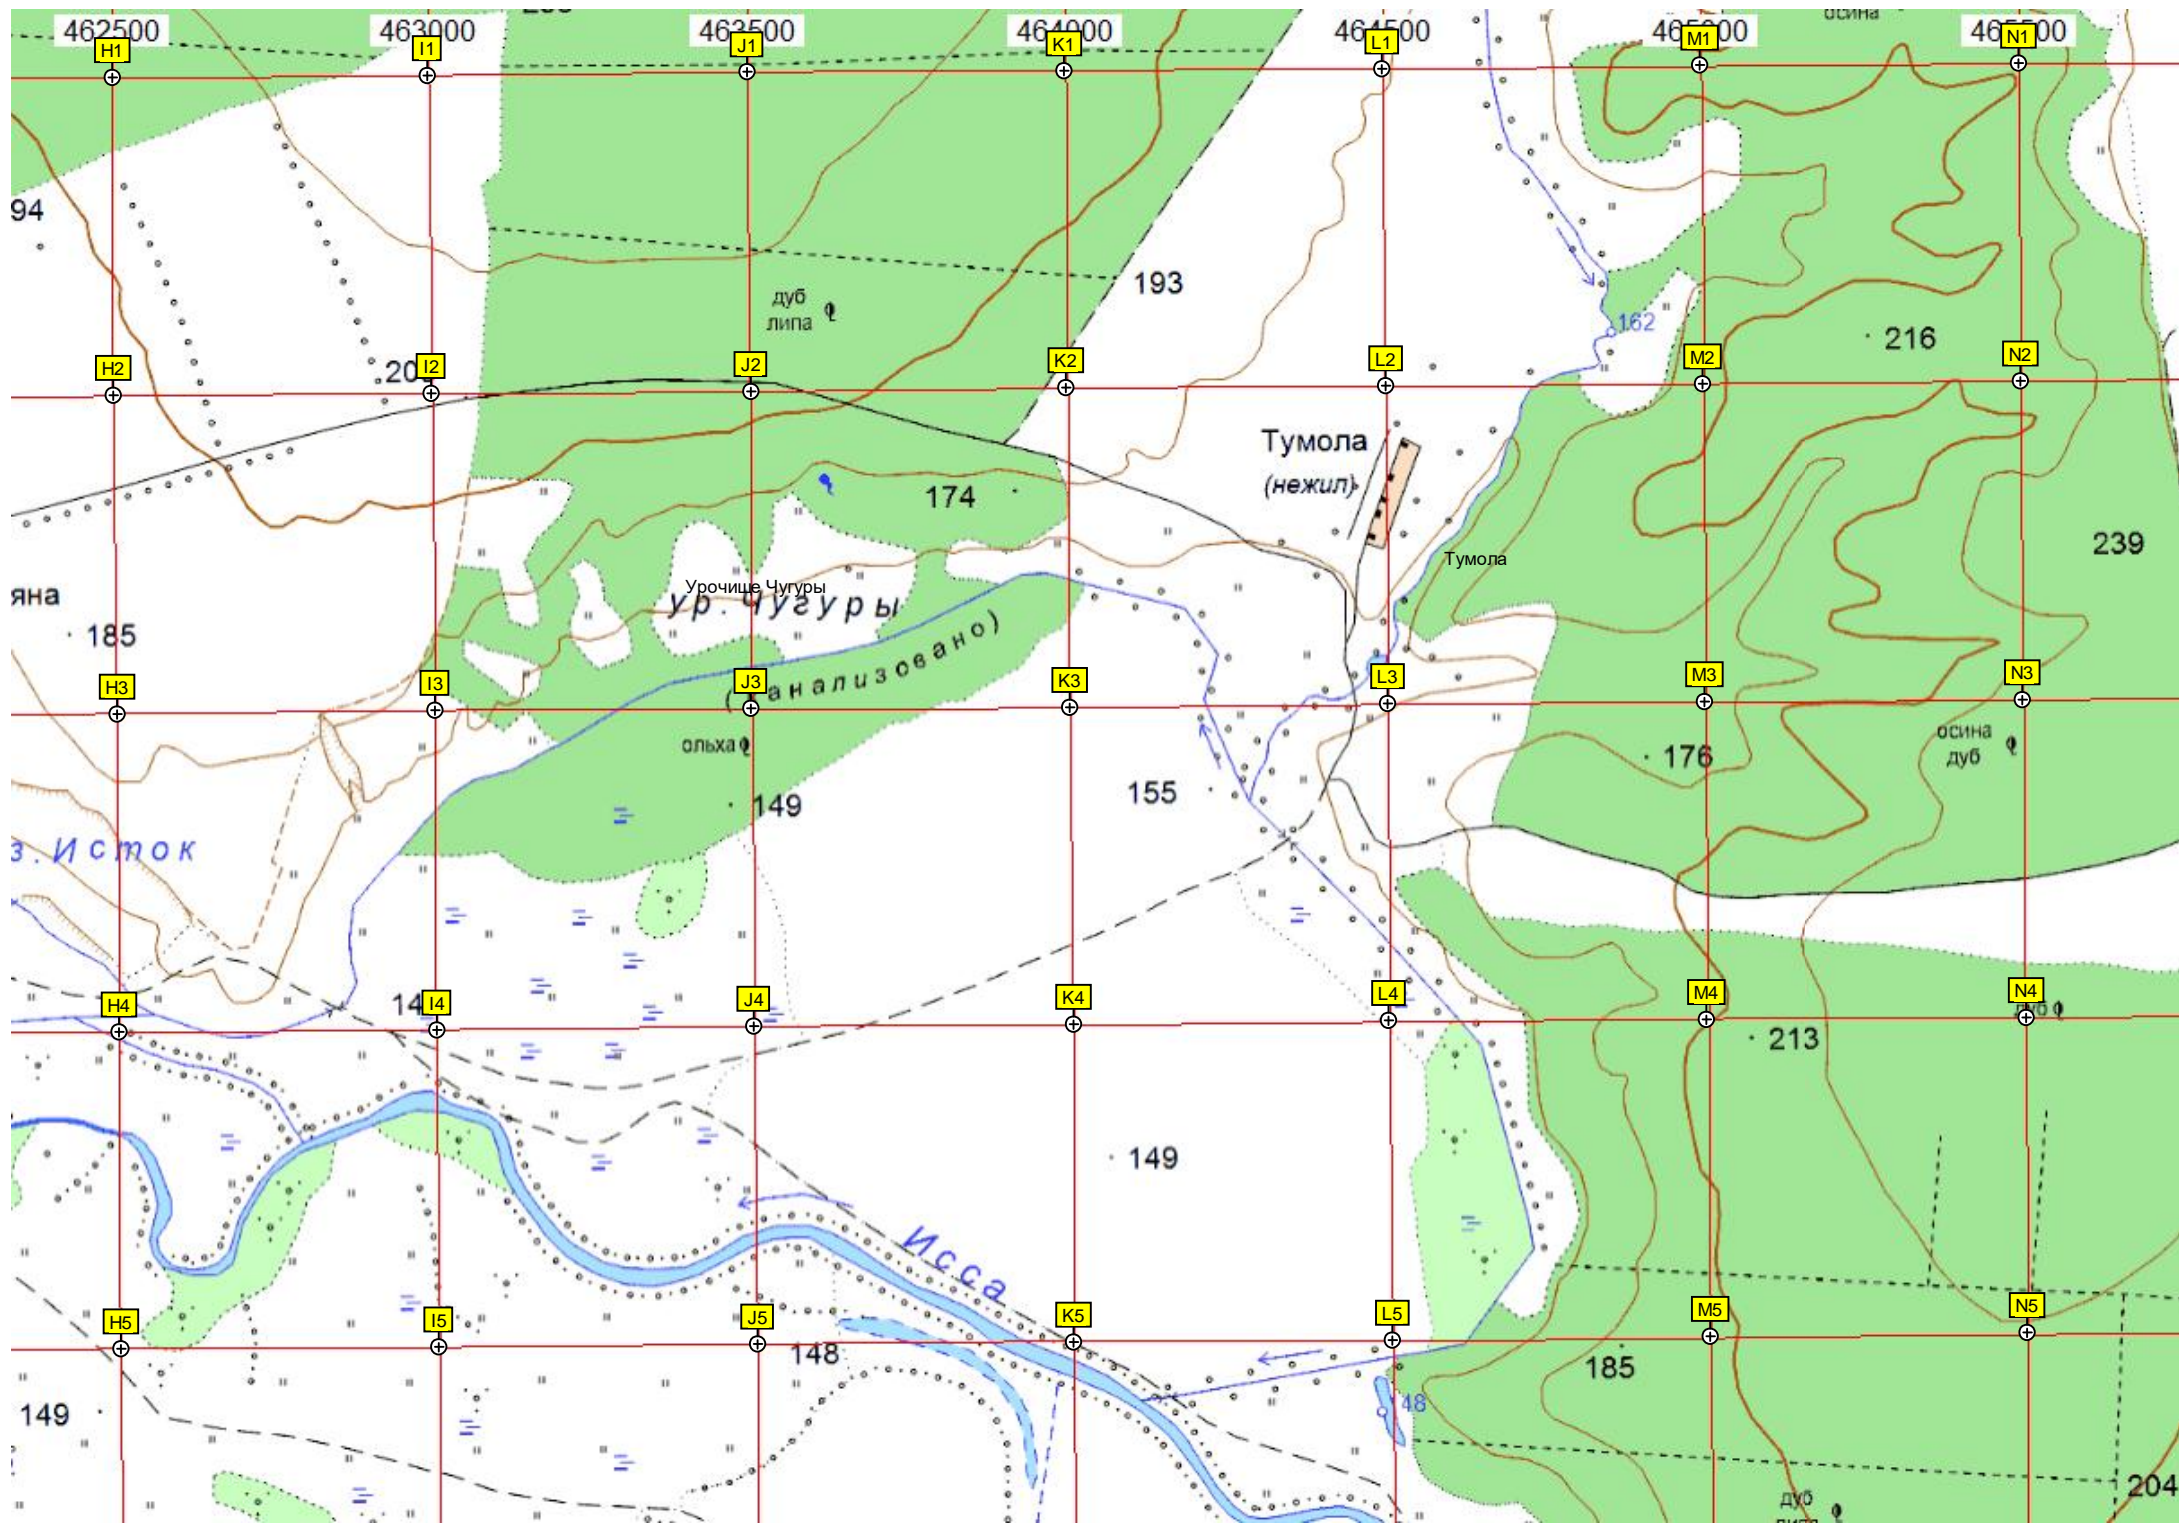 462500 463000 463500 464000 464500 465000 465500
осина
H1 I1 J1 K1 L1 M1 N1
94
193
дуб
липа
162
216
H2 I2 J2 K2 L2 M2 N2
Тумола
(нежил)
174
239
Тумола
Урочище Чугуры
ур. Чугуры
яна
185
(канализовано)
H3 I3 J3 K3 L3 M3 N3
ольха
осина
дуб
176
155
149
з. Исток
H4 I4 J4 K4 L4 M4 N4
14
дуб
213
149
Исса
H5 I5 J5 K5 L5 M5 N5
148
185
149
48
204
дуб
липа